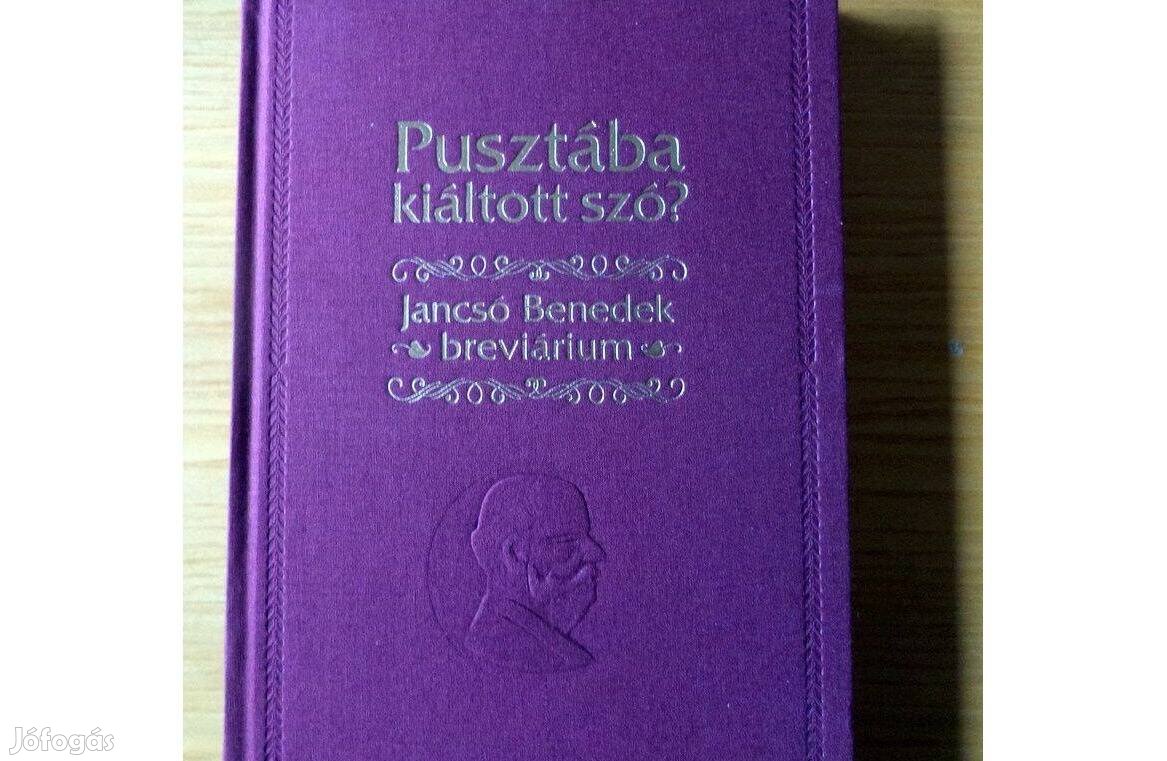 Pusztába
kiáltott szó?
Jancsó Benedek
breviárium
Jófogás